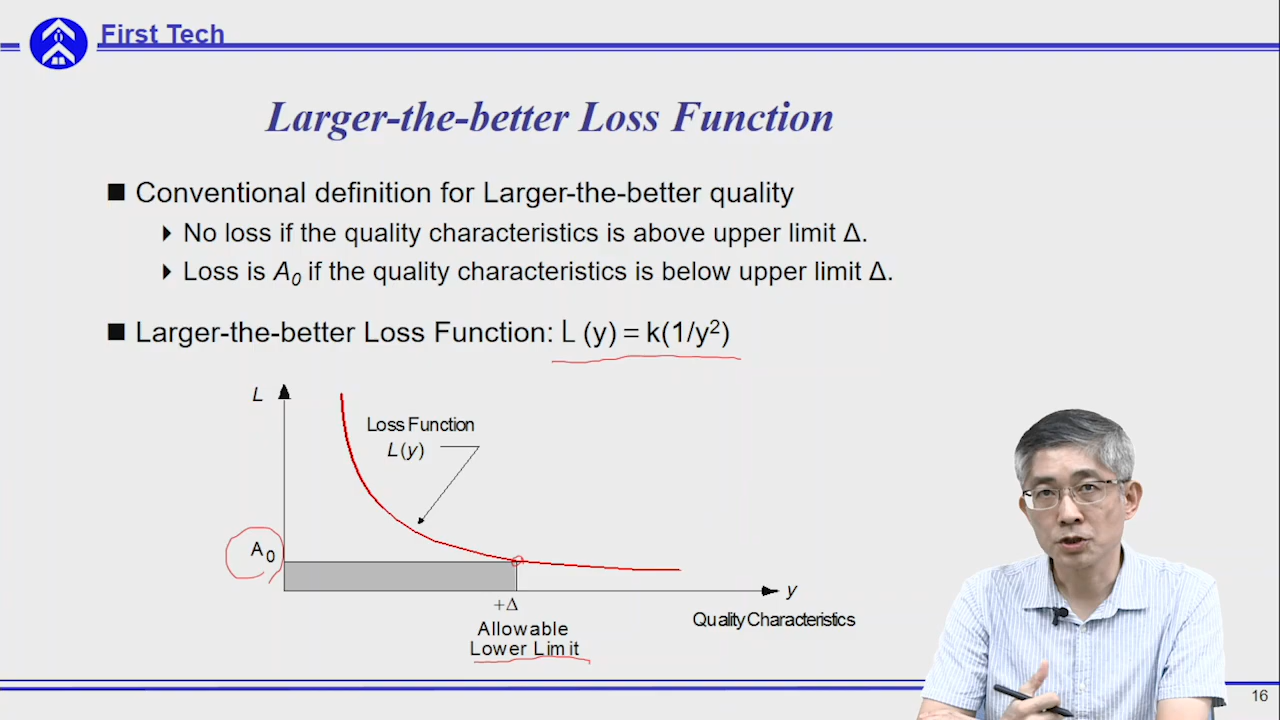 First Tech
Larger-the-better Loss Function
Conventional definition for Larger-the-better quality
No loss if the quality characteristics is above upper limit Δ.
Loss is A0 if the quality characteristics is below upper limit Δ.
Larger-the-better Loss Function: L (y) = k(1/y²)
L
Loss Function
L(y)
A0
+Δ
y
Allowable
Quality Characteristics
Lower Limit
16